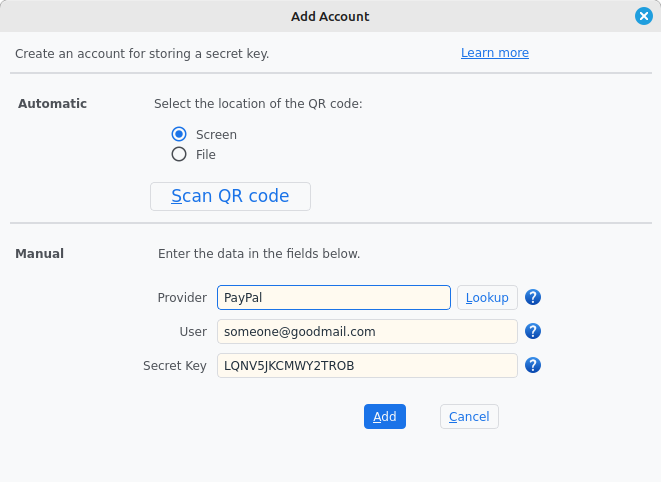 Add Account
Create an account for storing a secret key. Learn more
Automatic Select the location of the QR code:
Screen
File
Scan QR code
Manual Enter the data in the fields below.
Provider PayPal Lookup ?
User someone@goodmail.com ?
Secret Key LQNV5JKCMWY2TROB ?
Add Cancel